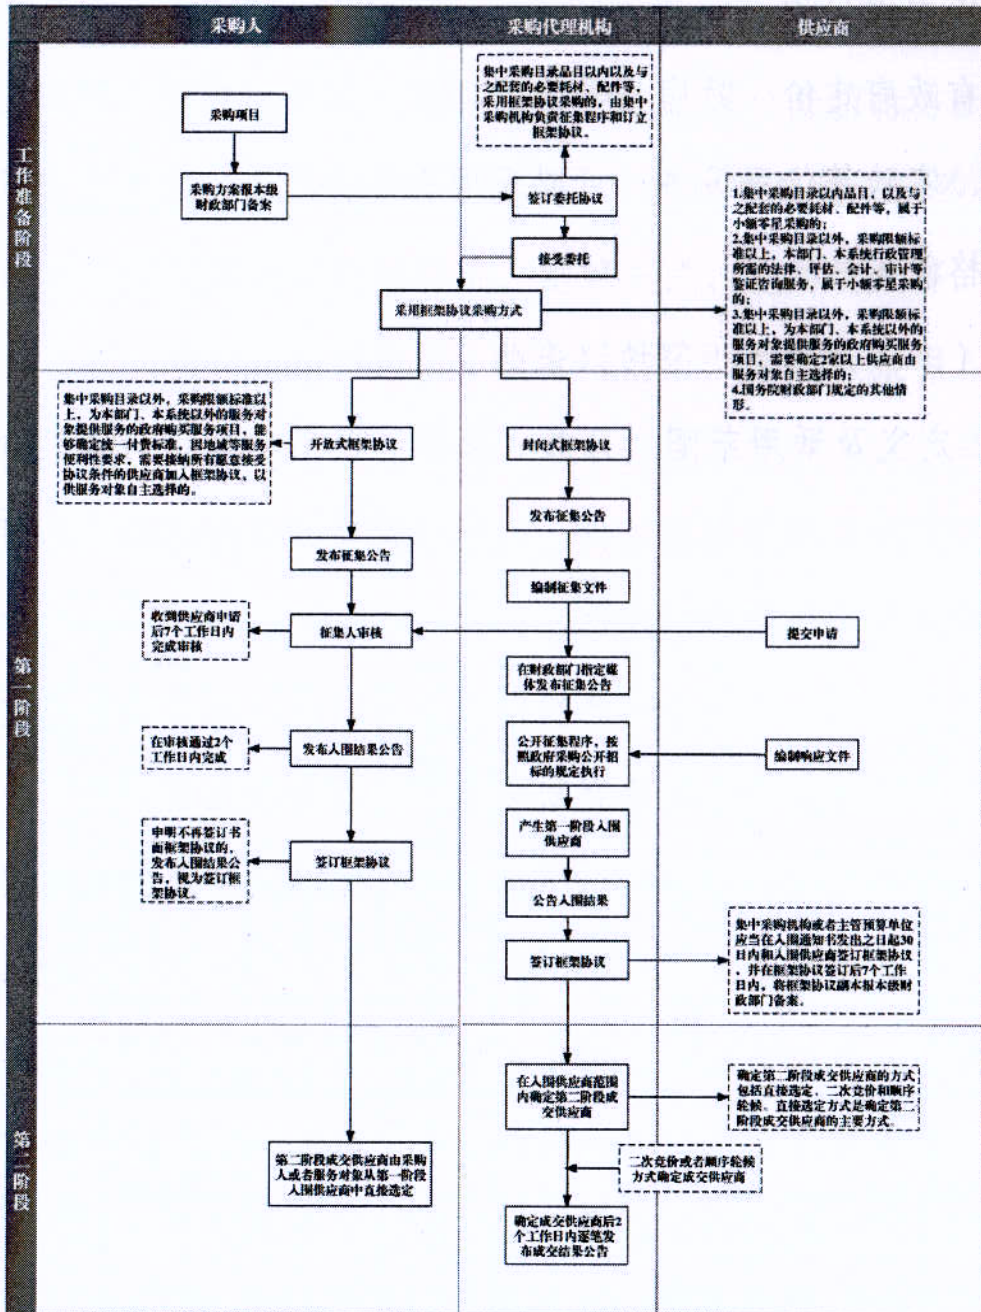 采购人
采购代理机构
供应商
工作准备阶段
采购项目
采购方案报本级
财政部门备案
集中采购目录品目以内以及与
之配套的必要耗材、配件等，
采用框架协议采购的，由集中
采购机构负责征集程序和订立
框架协议。
签订委托协议
接受委托
采用框架协议采购方式
1.集中采购目录以内品目，以及与
之配套的必要耗材、配件等，属于
小额零星采购的；
2.集中采购目录以外，采购限额标
准以上，本部门、本系统行政管理
所需的法律、评估、会计、审计等
鉴证咨询服务，属于小额零星采购
的；
3.集中采购目录以外，采购限额标
准以上，为本部门、本系统以外的
服务对象提供服务的政府购买服务
项目，需要确定2家以上供应商由
服务对象自主选择的；
4.国务院财政部门规定的其他情
形。
第一阶段
集中采购目录以外，采购限额标准以
上，为本部门、本系统以外的服务对
象提供服务的政府购买服务项目，能
够确定统一付费标准，因地域等服务
便利性要求，需要接纳所有愿意接受
协议条件的供应商加入框架协议，以
供服务对象自主选择的。
开放式框架协议
封闭式框架协议
发布征集公告
发布征集公告
编制征集文件
收到供应商申请
后7个工作日内
完成审核
征集人审核
提交申请
在财政部门指定媒
体发布征集公告
在审核通过2个
工作日内完成
发布入围结果公告
公开征集程序，按
照政府采购公开招
标的规定执行
编制响应文件
产生第一阶段入围
供应商
申明不再签订书
面框架协议的，
发布入围结果公
告，视为签订框
架协议。
签订框架协议
公告入围结果
签订框架协议
集中采购机构或者主管预算单位
应当在入围通知书发出之日起30
日内和入围供应商签订框架协议
，并在框架协议签订后7个工作
日内，将框架协议副本报本级财
政部门备案。
第二阶段
在入围供应商范围
内确定第二阶段成
交供应商
确定第二阶段成交供应商的方式
包括直接选定、二次竞价和顺序
轮候。直接选定方式是确定第二
阶段成交供应商的主要方式。
第二阶段成交供应商由采购
人或者服务对象从第一阶段
入围供应商中直接选定
二次竞价或者顺序轮候
方式确定成交供应商
确定成交供应商后2
个工作日内逐笔发
布成交结果公告